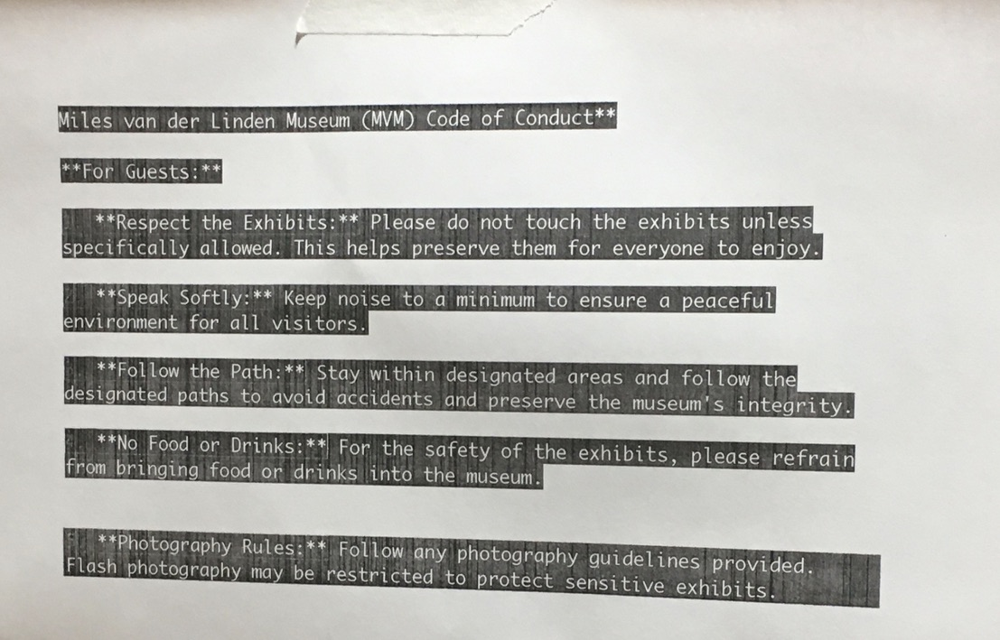 Miles van der Linden Museum (MVM) Code of Conduct**
**For Guests:**
**Respect the Exhibits:** Please do not touch the exhibits unless
specifically allowed. This helps preserve them for everyone to enjoy.
**Speak Softly:** Keep noise to a minimum to ensure a peaceful
environment for all visitors.
**Follow the Path:** Stay within designated areas and follow the
designated paths to avoid accidents and preserve the museum's integrity.
**No Food or Drinks:** For the safety of the exhibits, please refrain
from bringing food or drinks into the museum.
**Photography Rules:** Follow any photography guidelines provided.
Flash photography may be restricted to protect sensitive exhibits.